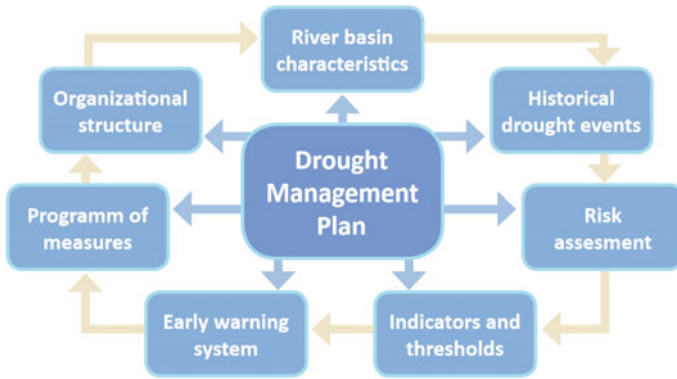 River basin
characteristics
Organizational
structure
Historical
drought events
Drought
Management
Plan
Programm of
measures
Risk
assesment
Early warning
system
Indicators and
thresholds